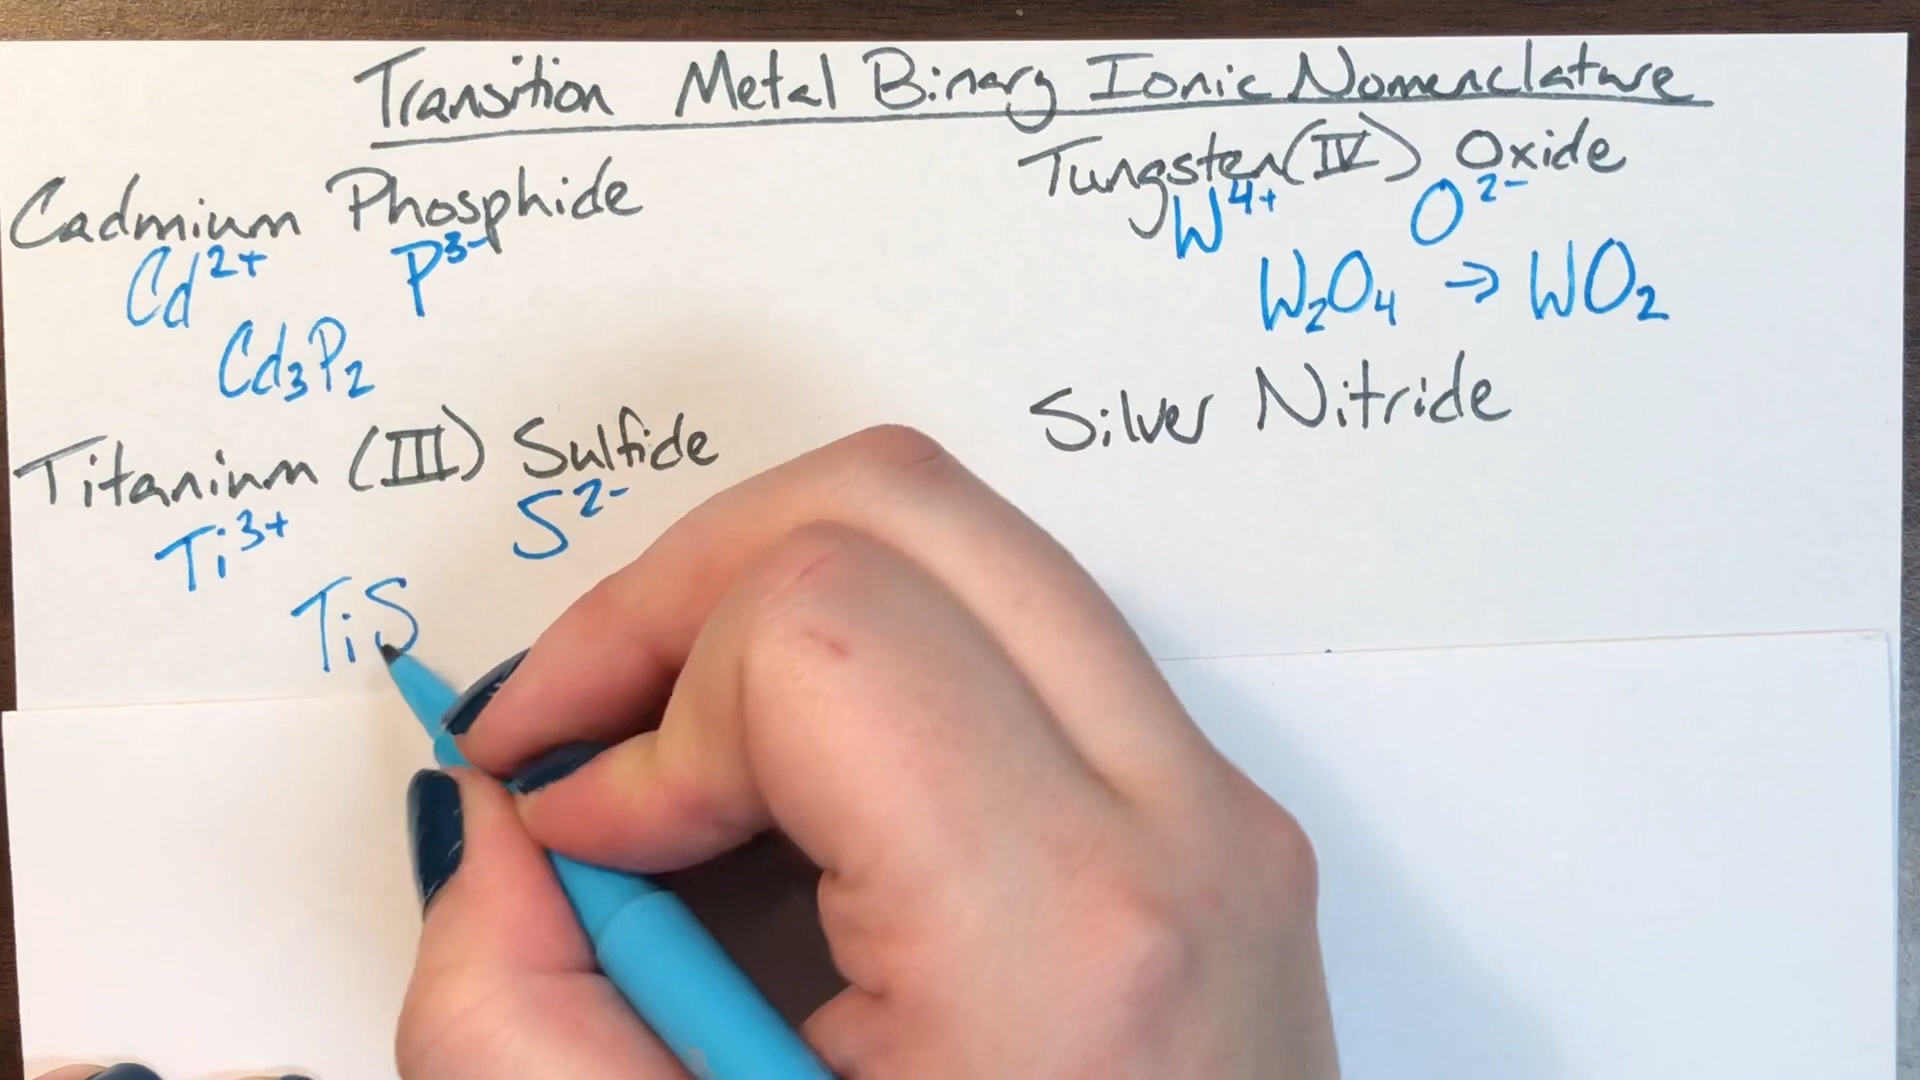 Transition Metal Binary Ionic Nomenclature
Cadmium Phosphide
Cd²⁺ P³⁻
Cd₃P₂
Titanium (III) Sulfide
Ti³⁺ S²⁻
TiS
Tungsten(IV) Oxide
W⁴⁺ O²⁻
W₂O₄ → WO₂
Silver Nitride